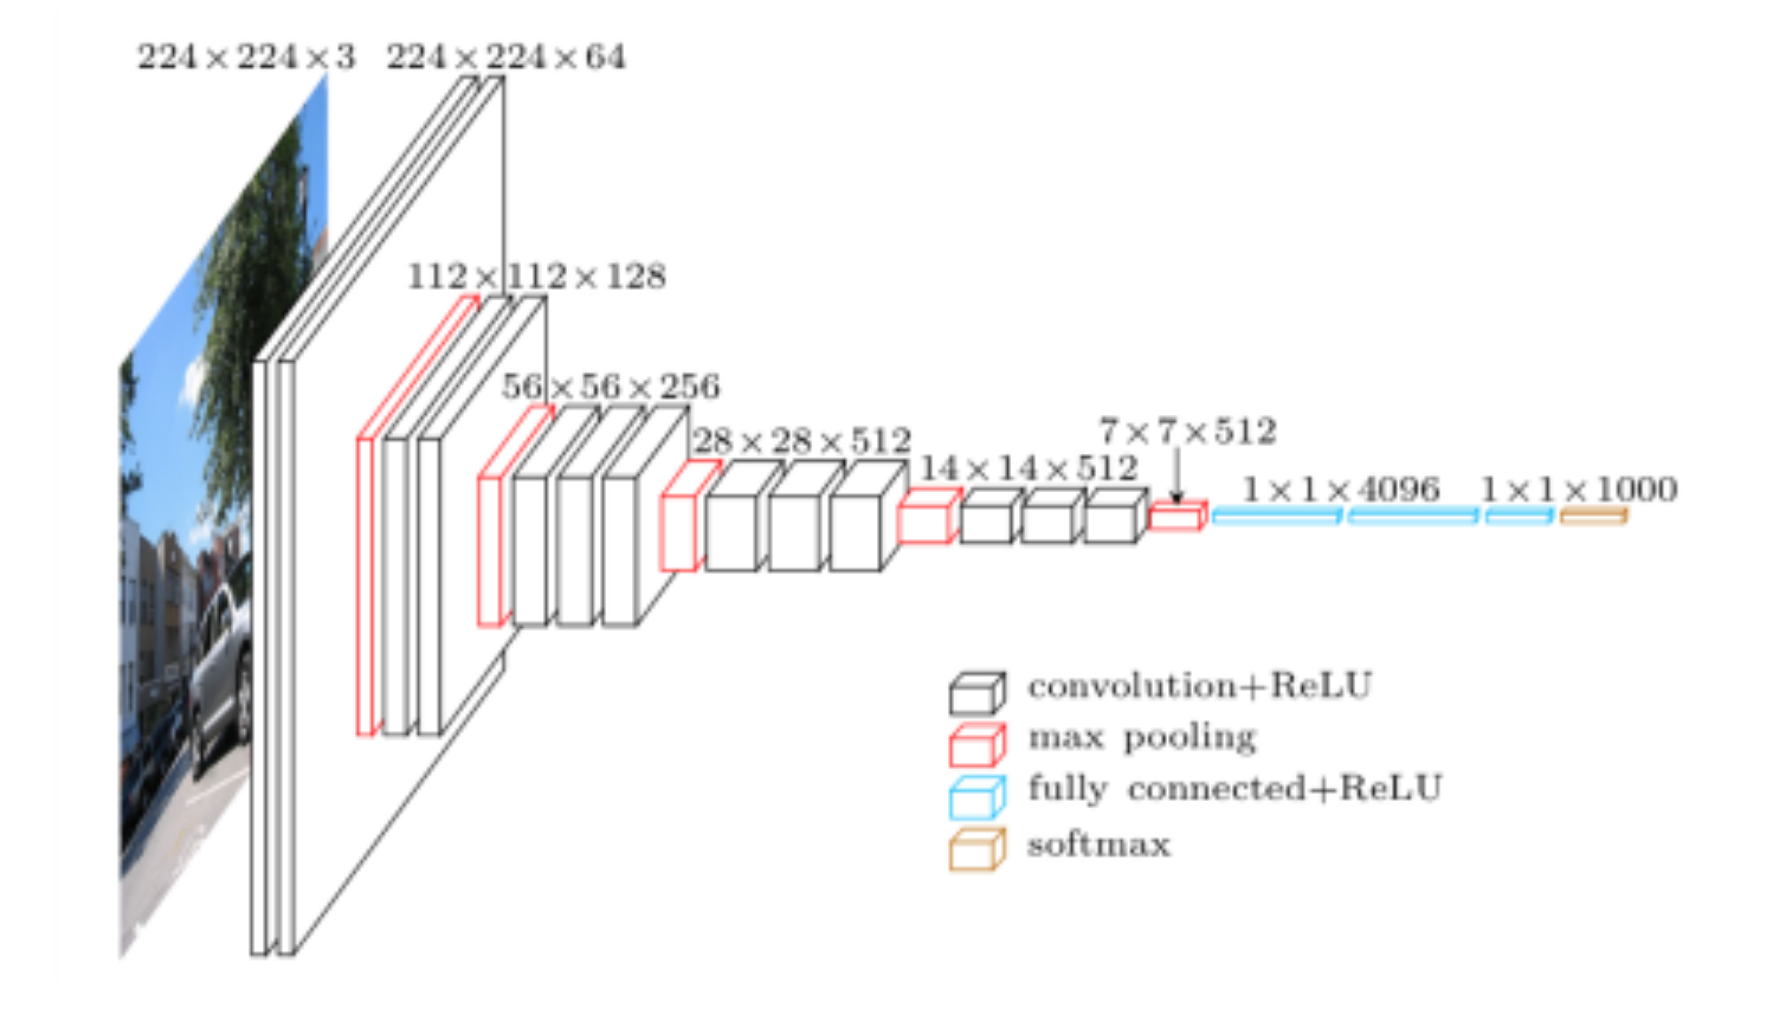 224×224×3
224×224×64
112×112×128
56×56×256
28×28×512
14×14×512
7×7×512
1×1×4096
1×1×1000
convolution+ReLU
max pooling
fully connected+ReLU
softmax